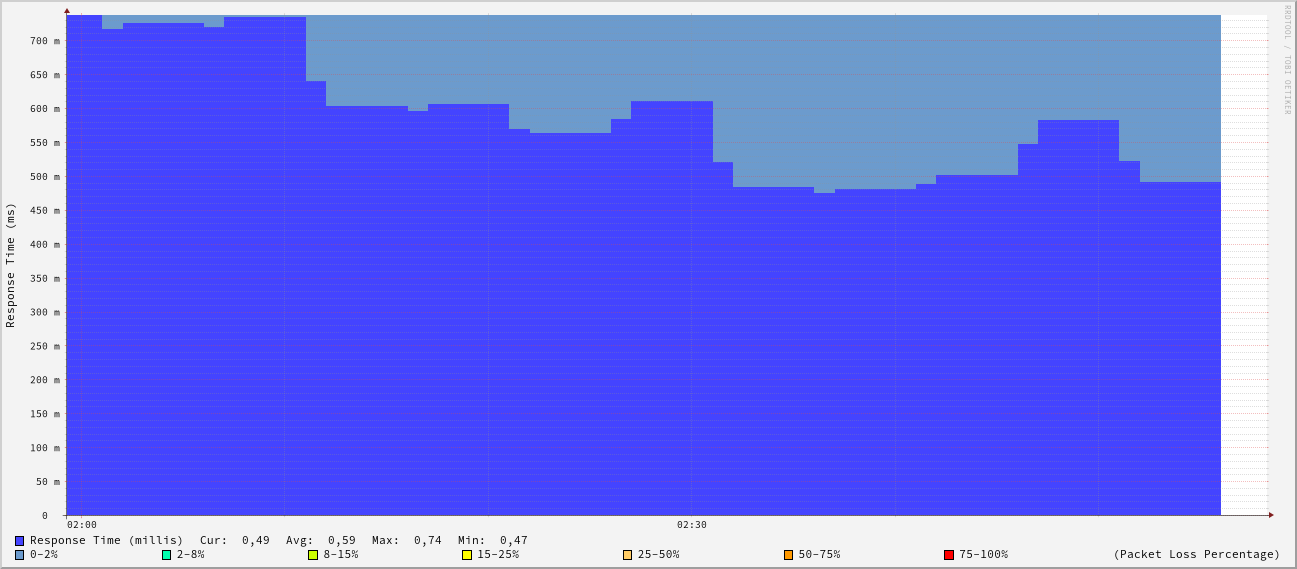 RRDTOOL / TOBI OETIKER
Response Time (ms)
700 m
650 m
600 m
550 m
500 m
450 m
400 m
350 m
300 m
250 m
200 m
150 m
100 m
50 m
0
02:00 02:30
Response Time (millis) Cur: 0,49 Avg: 0,59 Max: 0,74 Min: 0,47
0-2% 2-8% 8-15% 15-25% 25-50% 50-75% 75-100% (Packet Loss Percentage)